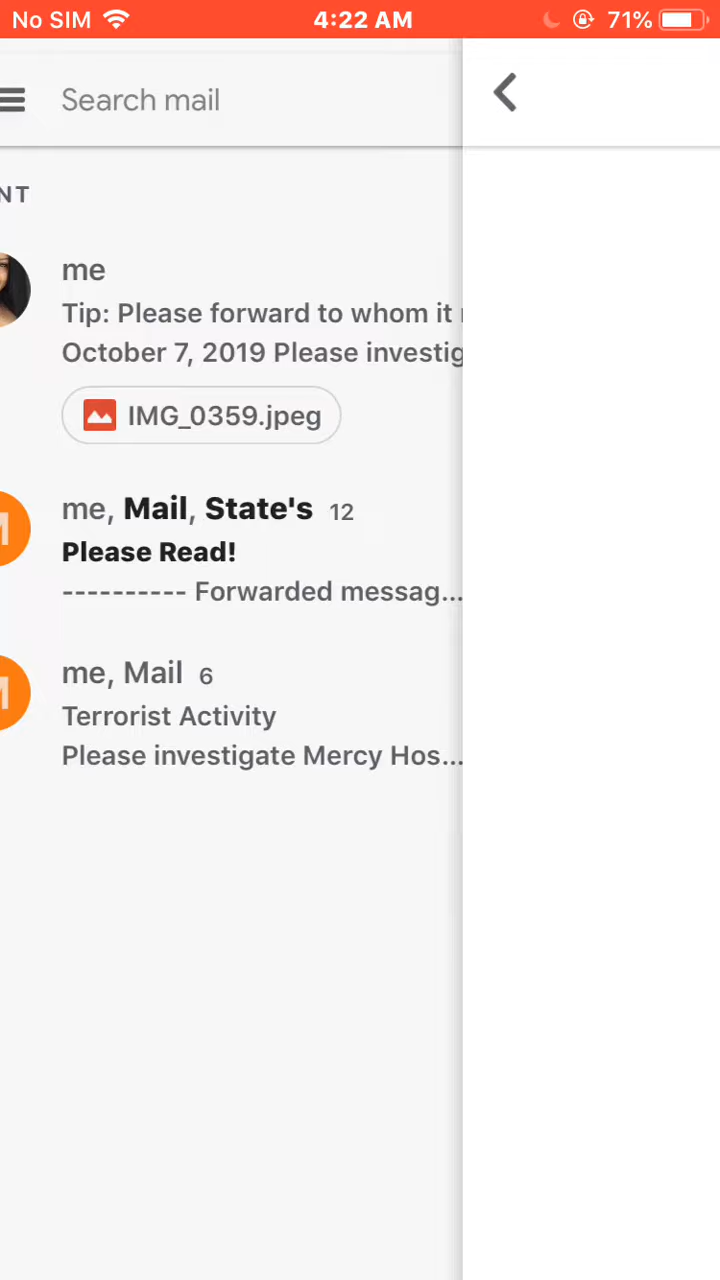 No SIM 4:22 AM 71%
Search mail
NT
me
Tip: Please forward to whom it
October 7, 2019 Please investig
IMG_0359.jpeg
me, Mail, State's 12
Please Read!
---------- Forwarded messag...
me, Mail 6
Terrorist Activity
Please investigate Mercy Hos...